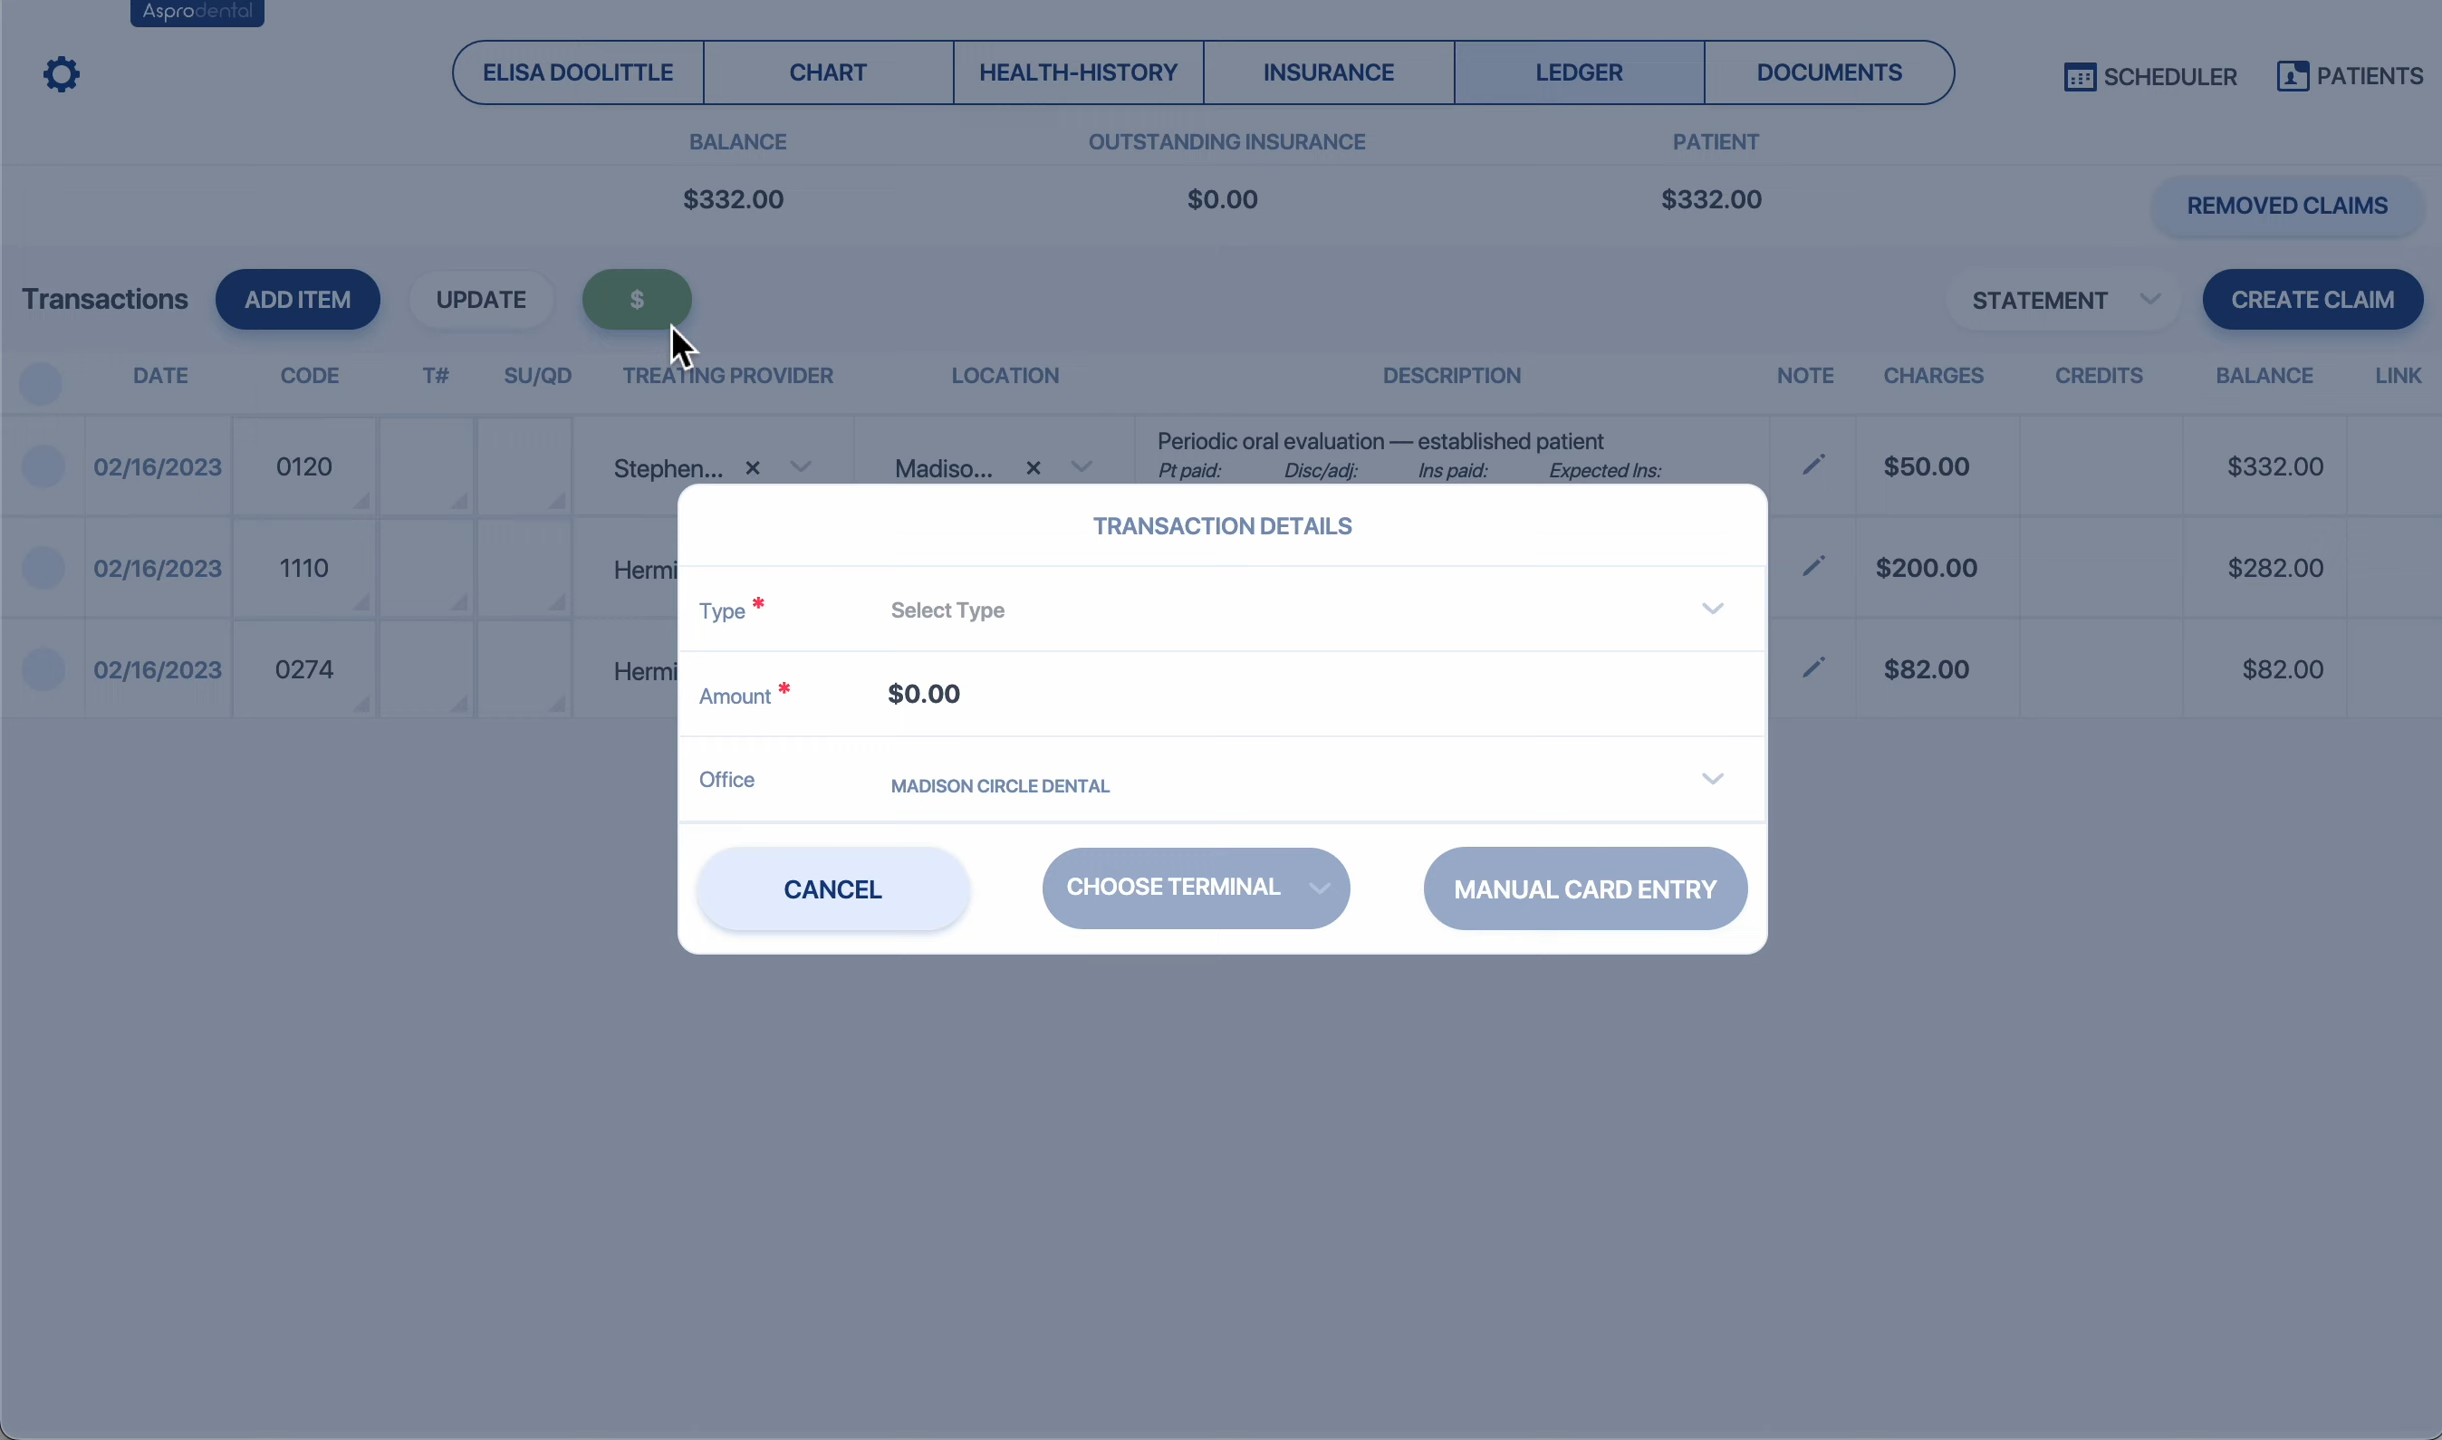 Asprodental
ELISA DOOLITTLE CHART HEALTH-HISTORY INSURANCE LEDGER DOCUMENTS SCHEDULER PATIENTS
BALANCE OUTSTANDING INSURANCE PATIENT
$332.00 $0.00 $332.00 REMOVED CLAIMS
Transactions ADD ITEM UPDATE $ STATEMENT CREATE CLAIM
DATE CODE T# SU/QD TREATING PROVIDER LOCATION DESCRIPTION NOTE CHARGES CREDITS BALANCE LINK
02/16/2023 0120 Stephen... × Madiso... × Periodic oral evaluation — established patient $50.00 $332.00
Pt paid: Disc/adj: Ins paid: Expected Ins:
02/16/2023 1110 Hermi $200.00 $282.00
02/16/2023 0274 Hermi $82.00 $82.00
TRANSACTION DETAILS
Type * Select Type
Amount * $0.00
Office MADISON CIRCLE DENTAL
CANCEL CHOOSE TERMINAL MANUAL CARD ENTRY